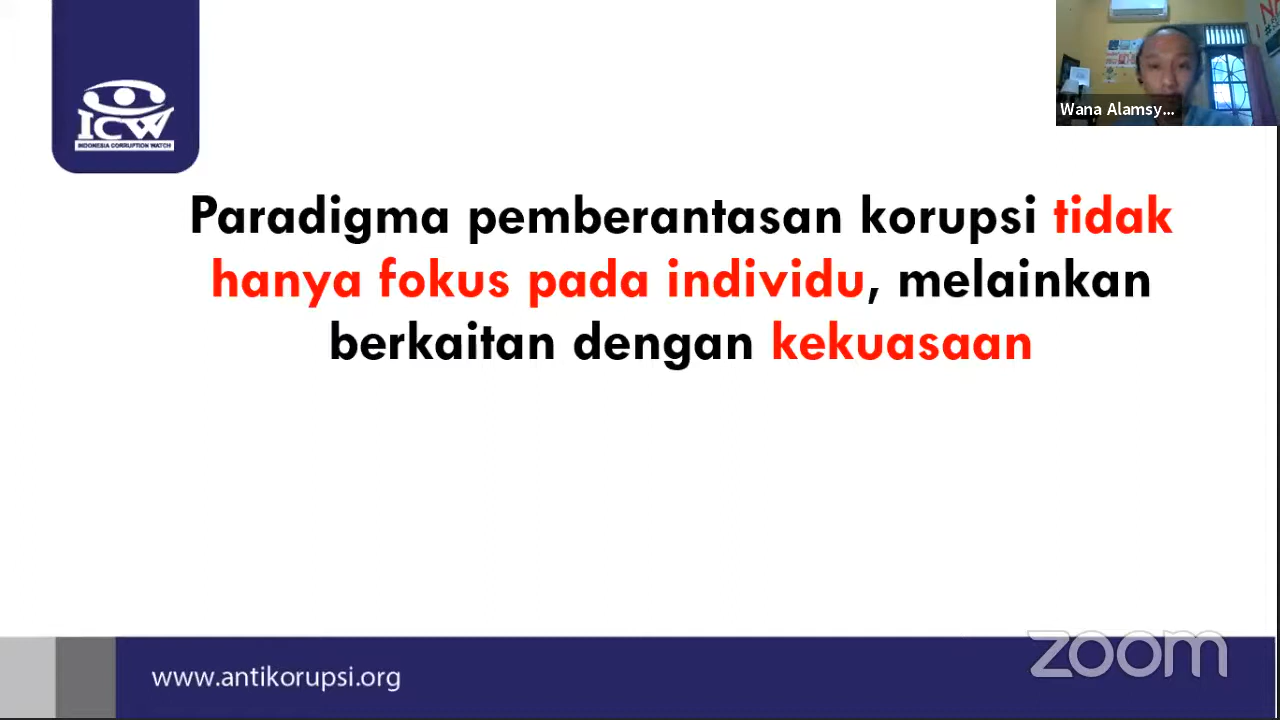 ICW
INDONESIA CORRUPTION WATCH
Wana Alamsy...
Paradigma pemberantasan korupsi tidak
hanya fokus pada individu, melainkan
berkaitan dengan kekuasaan
www.antikorupsi.org
zoom